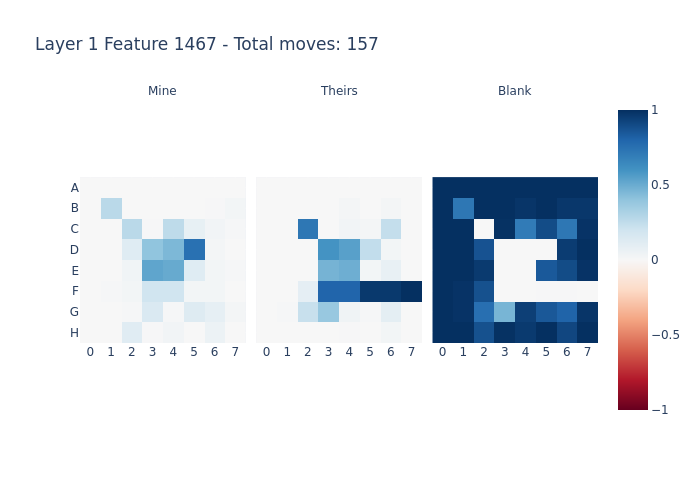 Layer 1 Feature 1467 - Total moves: 157
Mine
Theirs
Blank
A
B
C
D
E
F
G
H
0 1 2 3 4 5 6 7
0 1 2 3 4 5 6 7
0 1 2 3 4 5 6 7
1
0.5
0
−0.5
−1